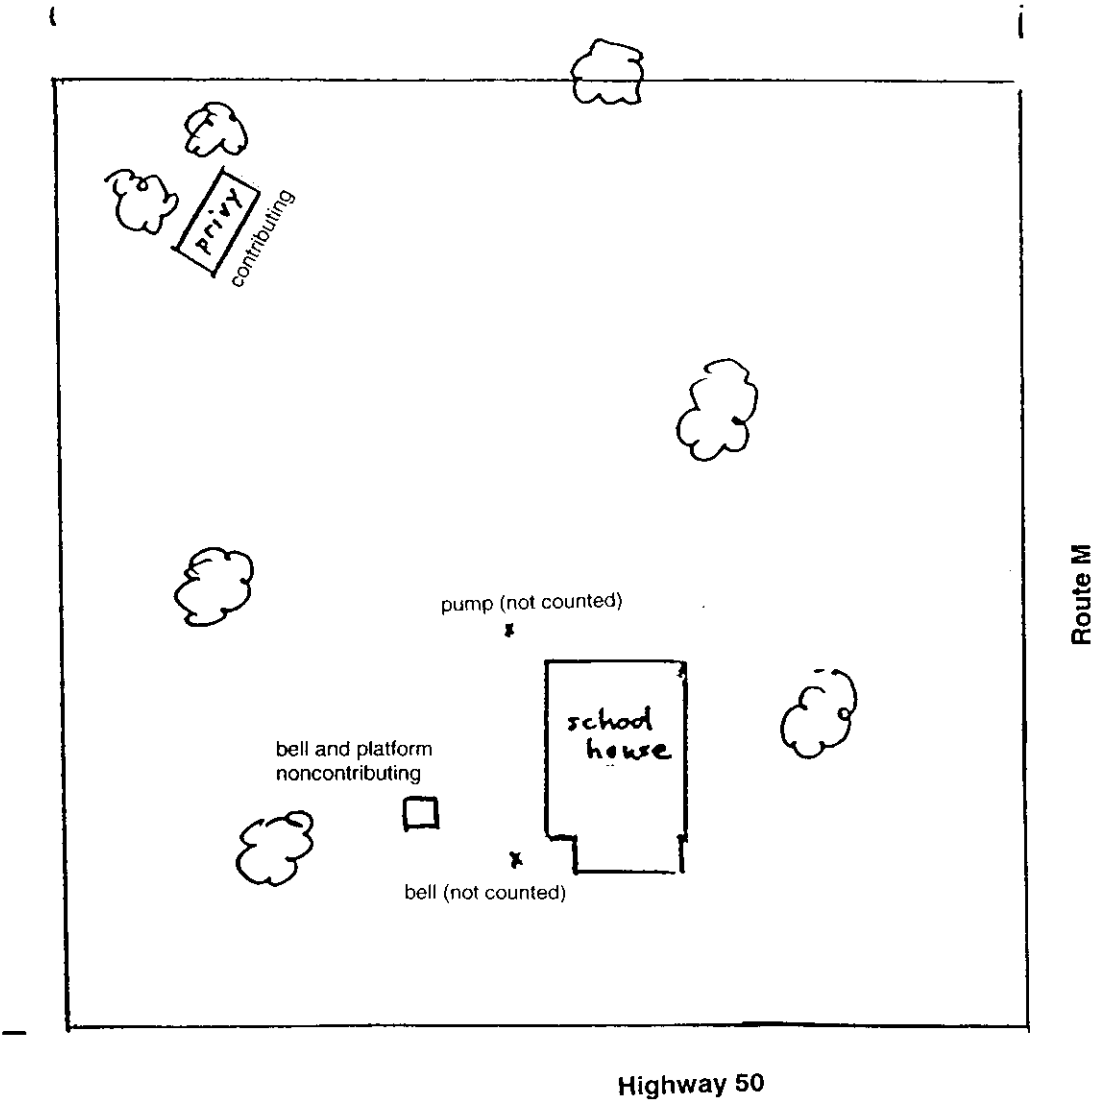 privy
contributing
pump (not counted)
school
house
bell and platform
noncontributing
bell (not counted)
Route M
Highway 50